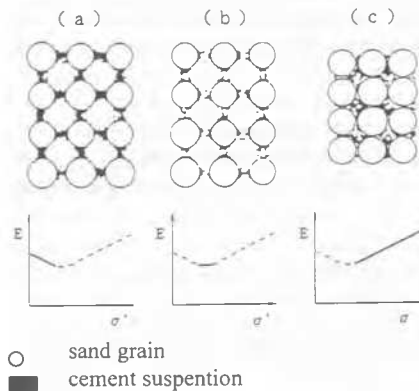 (a) (b) (c)
E E E
σ' σ' σ
sand grain
cement suspention